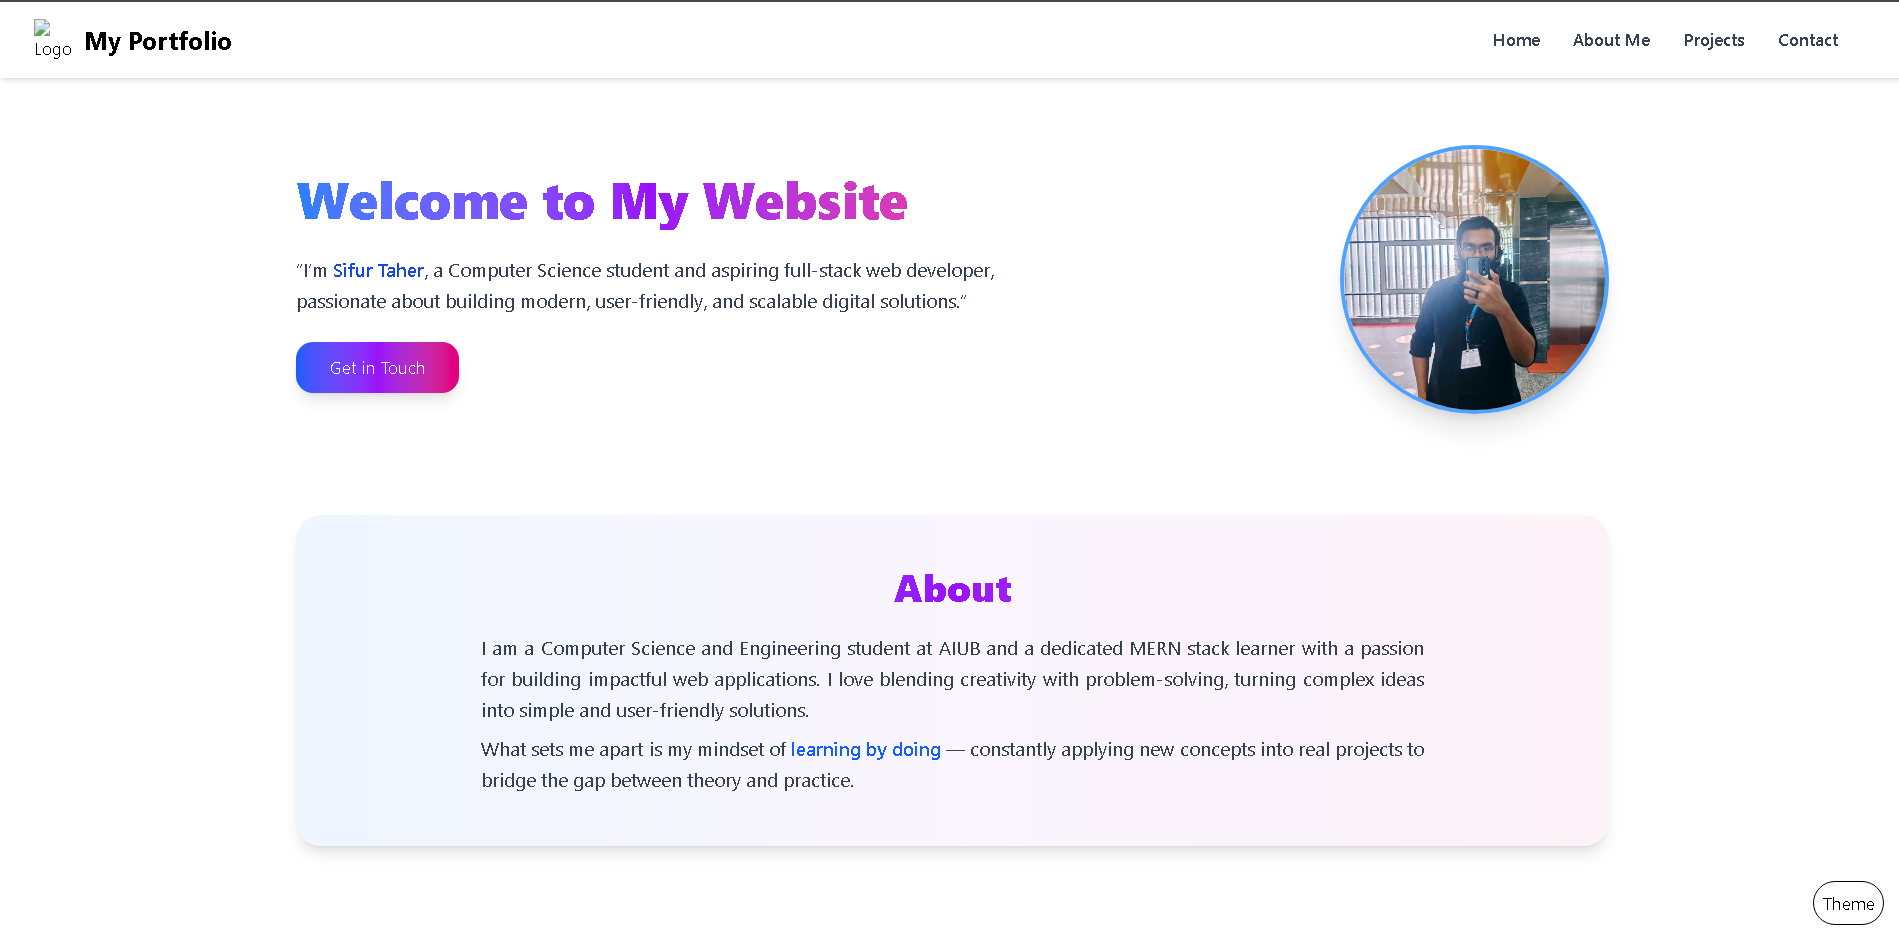 Logo
My Portfolio
Home
About Me
Projects
Contact
Welcome to My Website
“I’m Sifur Taher, a Computer Science student and aspiring full-stack web developer,
passionate about building modern, user-friendly, and scalable digital solutions.”
Get in Touch
About
I am a Computer Science and Engineering student at AIUB and a dedicated MERN stack learner with a passion
for building impactful web applications. I love blending creativity with problem-solving, turning complex ideas
into simple and user-friendly solutions.
What sets me apart is my mindset of learning by doing — constantly applying new concepts into real projects to
bridge the gap between theory and practice.
Theme